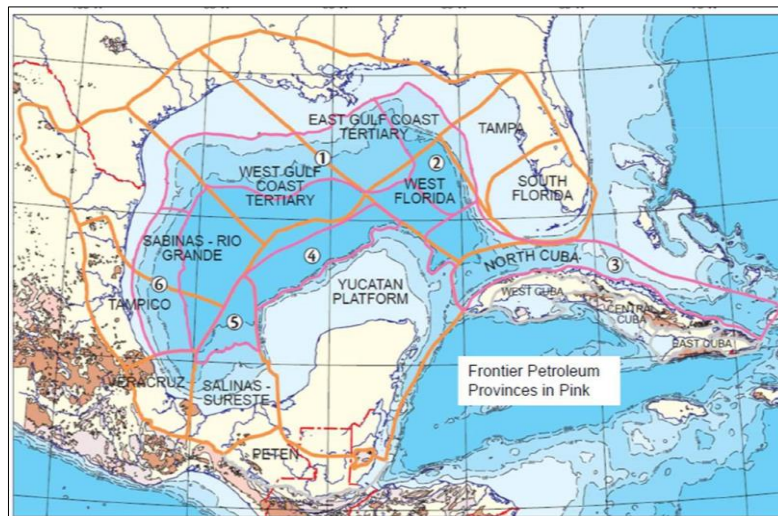 EAST GULF COAST
TERTIARY
TAMPA
①
②
WEST GULF
COAST
TERTIARY
WEST
FLORIDA
SOUTH
FLORIDA
SABINAS - RIO
GRANDE
④
NORTH CUBA
③
YUCATAN
PLATFORM
⑥
TAMPICO
WEST CUBA
CENTRAL
CUBA
⑤
EAST CUBA
VERACRUZ
SALINAS -
SURESTE
Frontier Petroleum
Provinces in Pink
PETEN